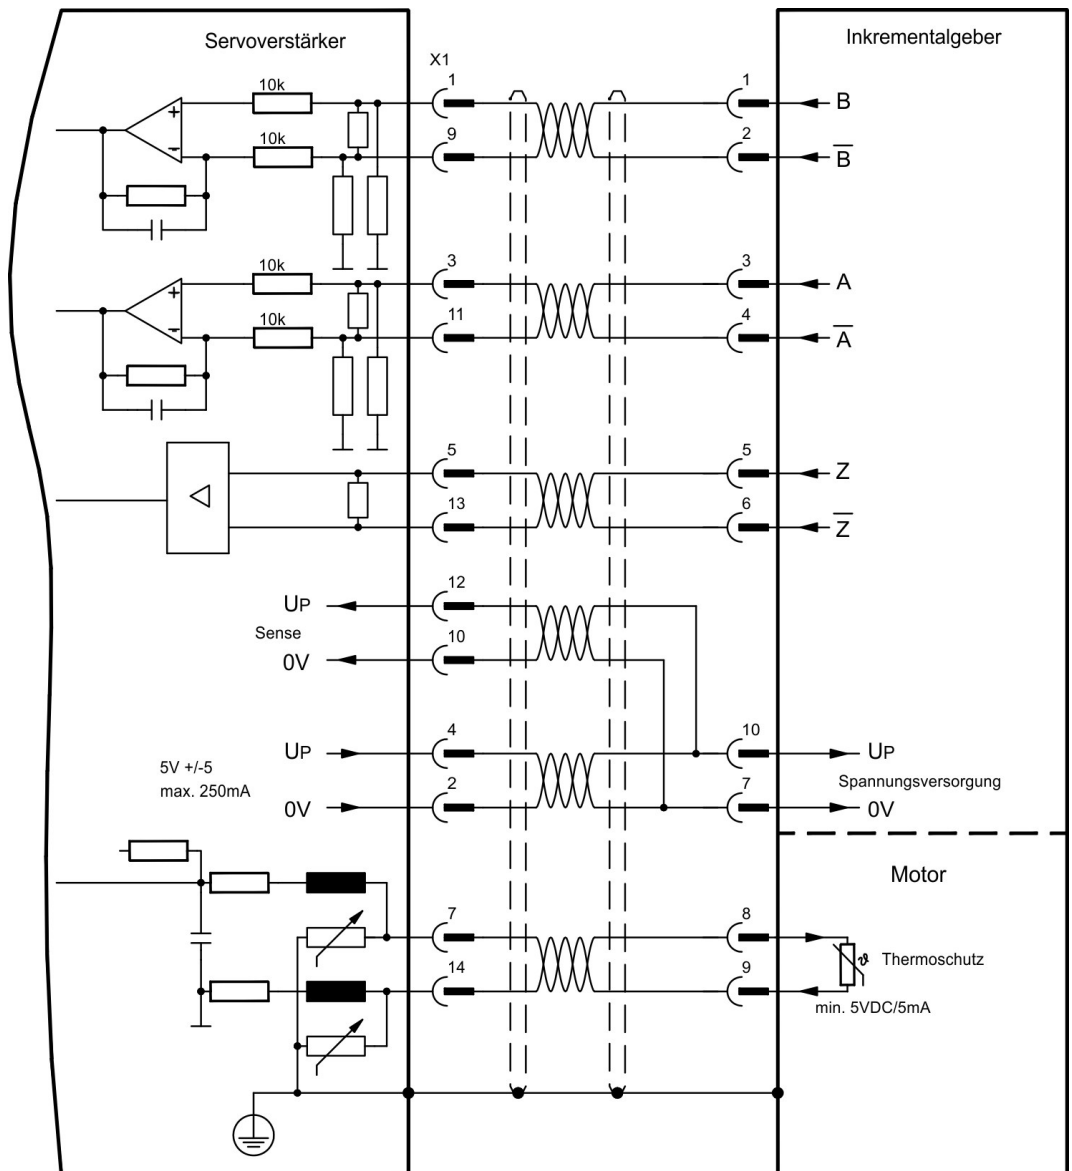 Servoverstärker
Inkrementalgeber
X1
10k
1
1
B
+
10k
9
2
B̅
-
10k
3
3
A
+
10k
11
4
A̅
-
5
5
Z
13
6
Z̅
UP
12
Sense
0V
10
UP
4
10
UP
5V +/-5
max. 250mA
Spannungsversorgung
0V
2
7
0V
Motor
7
8
ϑ Thermoschutz
14
9
min. 5VDC/5mA